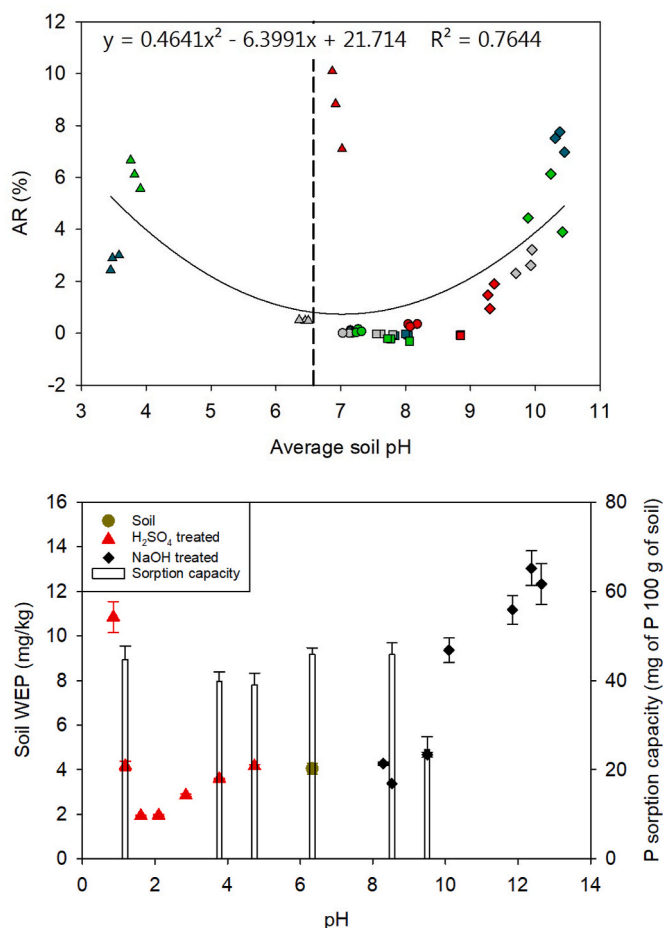 y = 0.4641x² - 6.3991x + 21.714 R² = 0.7644
12
10
8
6
4
2
0
-2
AR (%)
3 4 5 6 7 8 9 10 11
Average soil pH
16
14
12
10
8
6
4
2
0
Soil WEP (mg/kg)
Soil
H₂SO₄ treated
NaOH treated
Sorption capacity
80
60
40
20
0
P sorption capacity (mg of P 100 g of soil)
0 2 4 6 8 10 12 14
pH